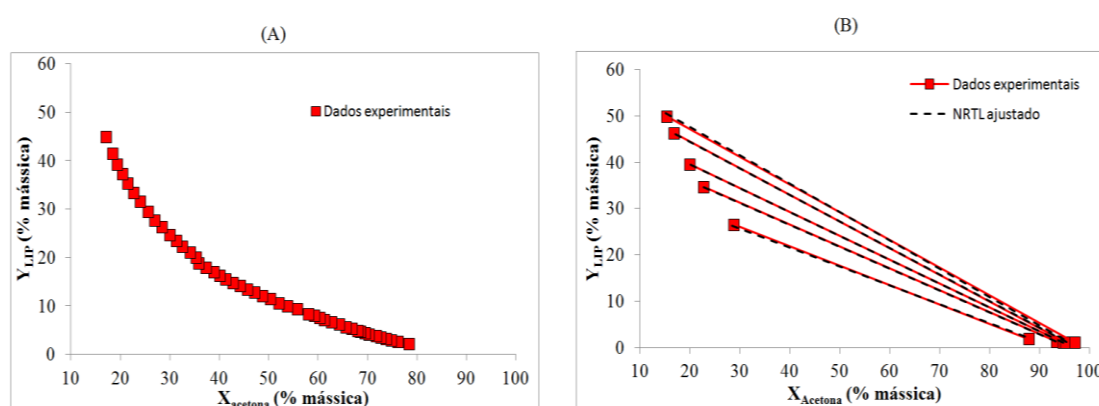 (A)
60
50
40
30
20
10
0
Y_LIP (% mássica)
Dados experimentais
10 20 30 40 50 60 70 80 90 100
X_acetona (% mássica)
(B)
60
50
40
30
20
10
0
Y_LIP (% mássica)
Dados experimentais
NRTL ajustado
10 20 30 40 50 60 70 80 90 100
X_Acetona (% mássica)